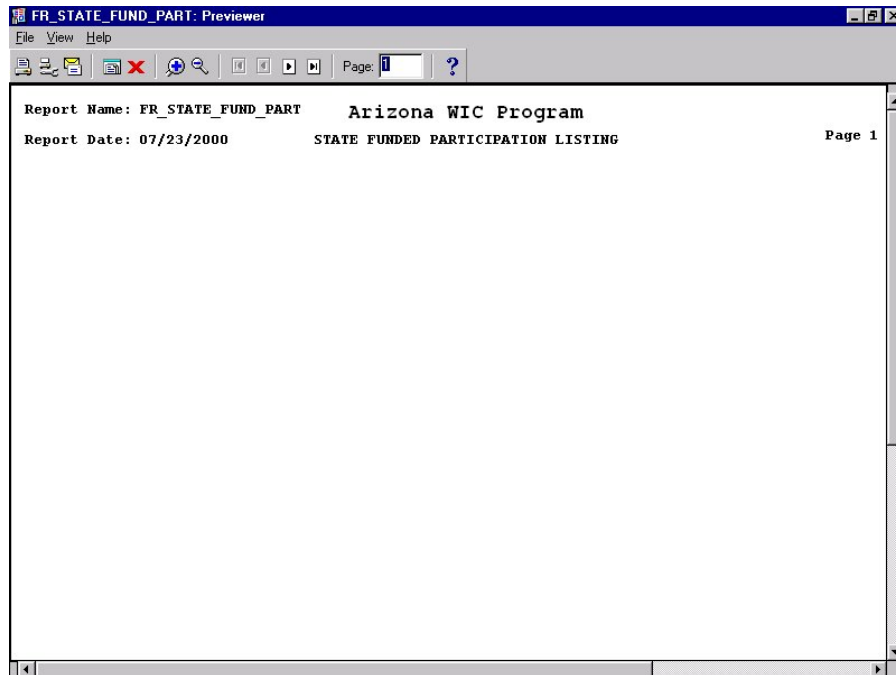 FR_STATE_FUND_PART: Previewer
File View Help
Page: 1
Report Name: FR_STATE_FUND_PART Arizona WIC Program
Report Date: 07/23/2000 STATE FUNDED PARTICIPATION LISTING Page 1